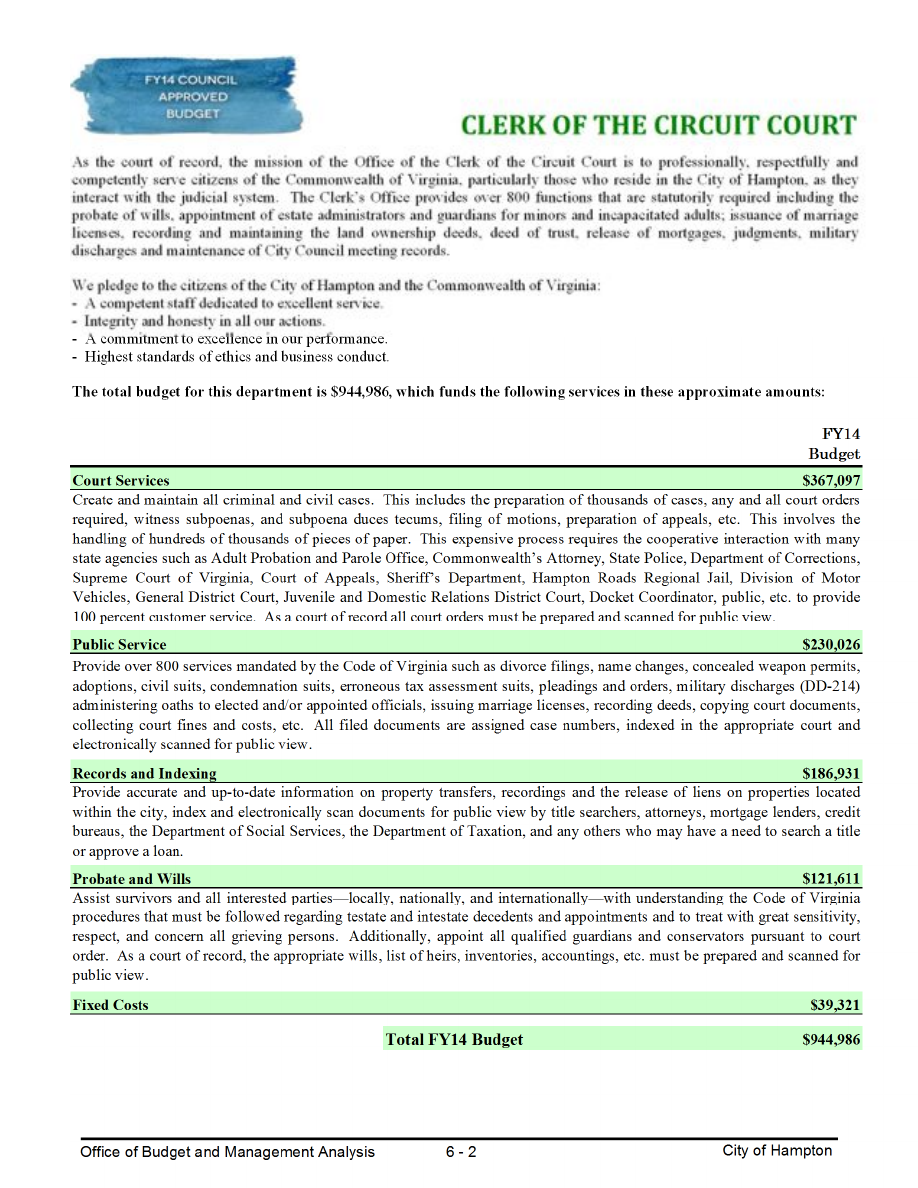 FY14 COUNCIL
APPROVED
BUDGET
CLERK OF THE CIRCUIT COURT
As the court of record, the mission of the Office of the Clerk of the Circuit Court is to professionally, respectfully and
competently serve citizens of the Commonwealth of Virginia, particularly those who reside in the City of Hampton, as they
interact with the judicial system.  The Clerk's Office provides over 800 functions that are statutorily required including the
probate of wills, appointment of estate administrators and guardians for minors and incapacitated adults; issuance of marriage
licenses, recording and maintaining the land ownership deeds, deed of trust, release of mortgages, judgments, military
discharges and maintenance of City Council meeting records.
We pledge to the citizens of the City of Hampton and the Commonwealth of Virginia:
- A competent staff dedicated to excellent service.
- Integrity and honesty in all our actions.
- A commitment to excellence in our performance.
- Highest standards of ethics and business conduct.
The total budget for this department is $944,986, which funds the following services in these approximate amounts:
FY14
Budget
Court Services $367,097
Create and maintain all criminal and civil cases.  This includes the preparation of thousands of cases, any and all court orders
required, witness subpoenas, and subpoena duces tecums, filing of motions, preparation of appeals, etc.  This involves the
handling of hundreds of thousands of pieces of paper.  This expensive process requires the cooperative interaction with many
state agencies such as Adult Probation and Parole Office, Commonwealth's Attorney, State Police, Department of Corrections,
Supreme Court of Virginia, Court of Appeals, Sheriff's Department, Hampton Roads Regional Jail, Division of Motor
Vehicles, General District Court, Juvenile and Domestic Relations District Court, Docket Coordinator, public, etc. to provide
100 percent customer service.  As a court of record all court orders must be prepared and scanned for public view.
Public Service $230,026
Provide over 800 services mandated by the Code of Virginia such as divorce filings, name changes, concealed weapon permits,
adoptions, civil suits, condemnation suits, erroneous tax assessment suits, pleadings and orders, military discharges (DD-214)
administering oaths to elected and/or appointed officials, issuing marriage licenses, recording deeds, copying court documents,
collecting court fines and costs, etc.  All filed documents are assigned case numbers, indexed in the appropriate court and
electronically scanned for public view.
Records and Indexing $186,931
Provide accurate and up-to-date information on property transfers, recordings and the release of liens on properties located
within the city, index and electronically scan documents for public view by title searchers, attorneys, mortgage lenders, credit
bureaus, the Department of Social Services, the Department of Taxation, and any others who may have a need to search a title
or approve a loan.
Probate and Wills $121,611
Assist survivors and all interested parties—locally, nationally, and internationally—with understanding the Code of Virginia
procedures that must be followed regarding testate and intestate decedents and appointments and to treat with great sensitivity,
respect, and concern all grieving persons.  Additionally, appoint all qualified guardians and conservators pursuant to court
order.  As a court of record, the appropriate wills, list of heirs, inventories, accountings, etc. must be prepared and scanned for
public view.
Fixed Costs $39,321
Total FY14 Budget $944,986
Office of Budget and Management Analysis 6 - 2 City of Hampton